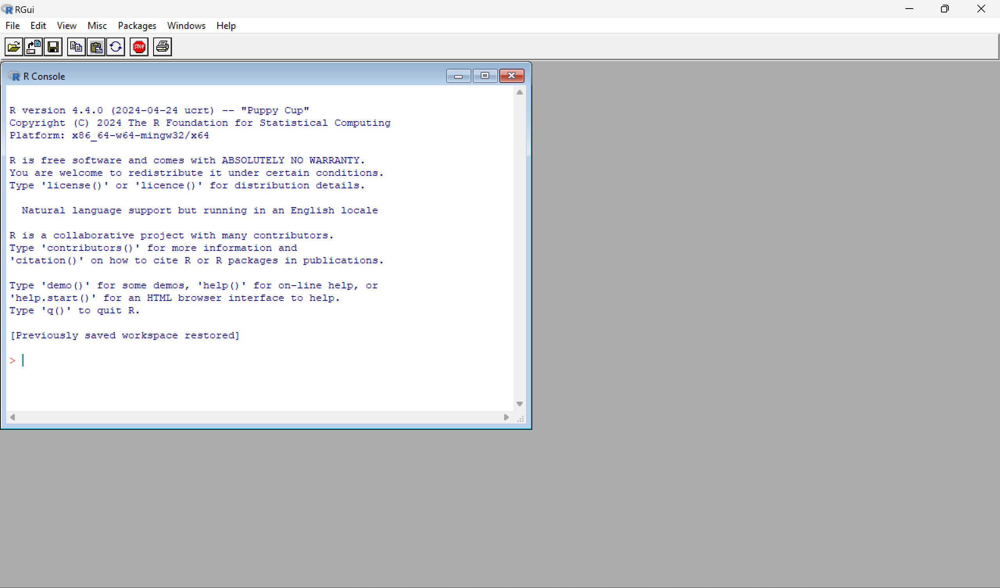 RGui
File Edit View Misc Packages Windows Help
STOP
R Console
R version 4.4.0 (2024-04-24 ucrt) -- "Puppy Cup"
Copyright (C) 2024 The R Foundation for Statistical Computing
Platform: x86_64-w64-mingw32/x64
R is free software and comes with ABSOLUTELY NO WARRANTY.
You are welcome to redistribute it under certain conditions.
Type 'license()' or 'licence()' for distribution details.
Natural language support but running in an English locale
R is a collaborative project with many contributors.
Type 'contributors()' for more information and
'citation()' on how to cite R or R packages in publications.
Type 'demo()' for some demos, 'help()' for on-line help, or
'help.start()' for an HTML browser interface to help.
Type 'q()' to quit R.
[Previously saved workspace restored]
>